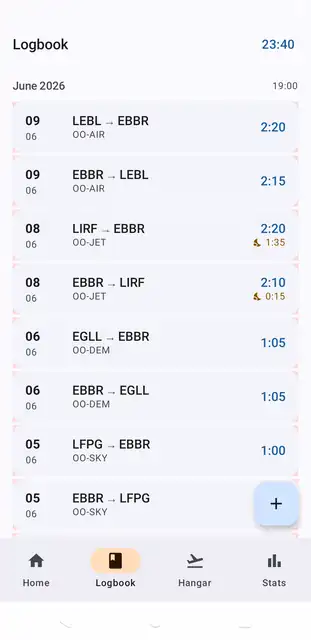 Logbook 23:40
June 2026 19:00
09 LEBL → EBBR 2:20
06 OO-AIR
09 EBBR → LEBL 2:15
06 OO-AIR
08 LIRF → EBBR 2:20
06 OO-JET 1:35
08 EBBR → LIRF 2:10
06 OO-JET 0:15
06 EGLL → EBBR 1:05
06 OO-DEM
06 EBBR → EGLL 1:05
06 OO-DEM
05 LFPG → EBBR 1:00
06 OO-SKY
05 EBBR → LFPG
06 OO-SKY
+
Home Logbook Hangar Stats